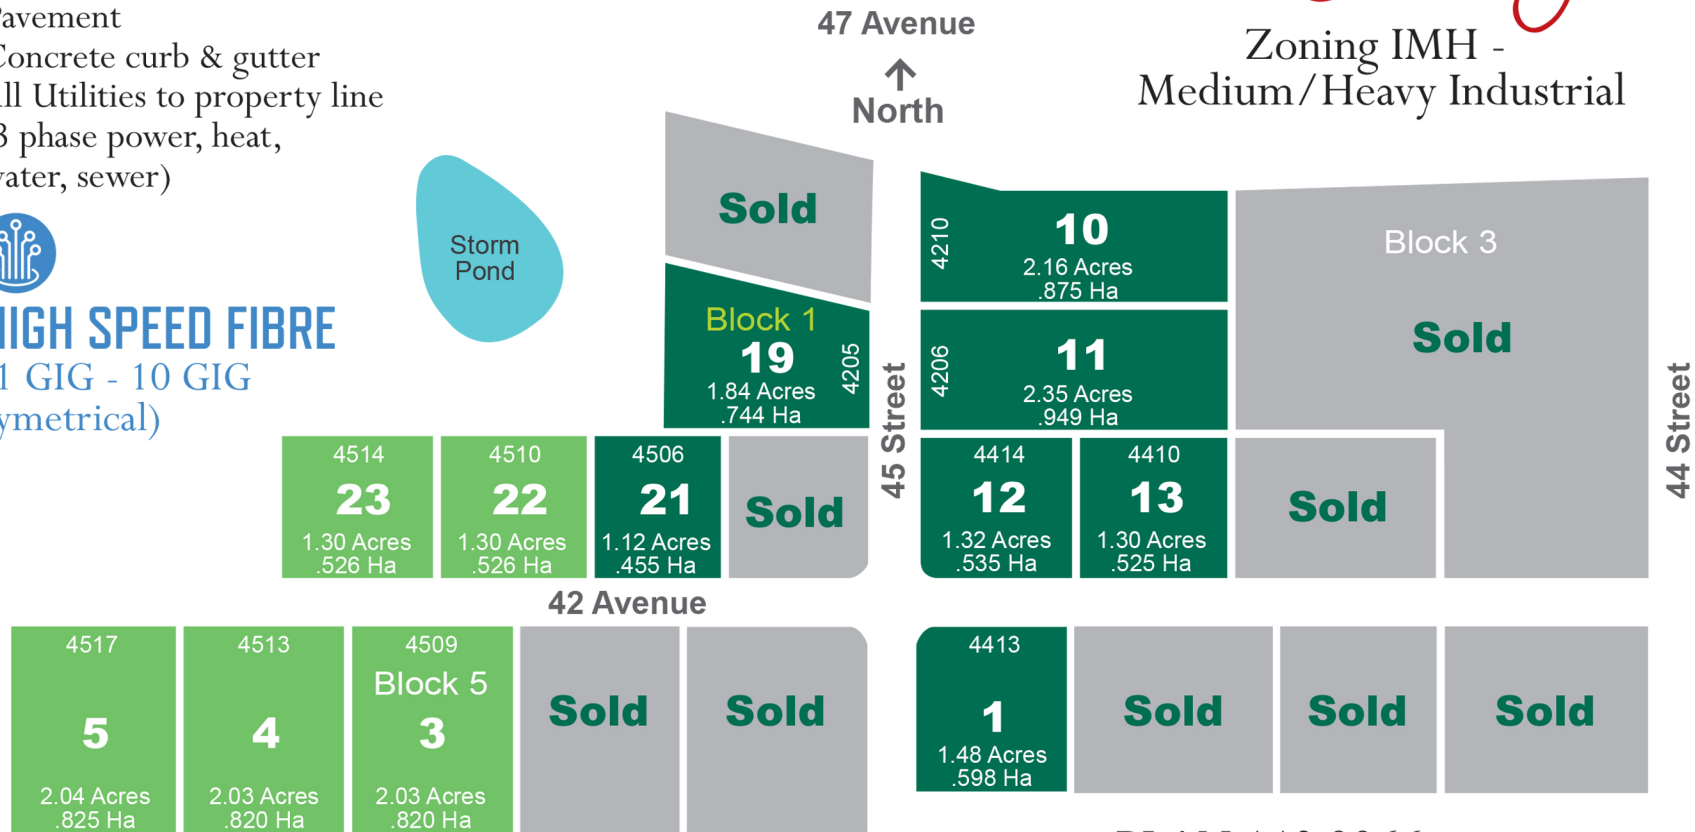 avement
Concrete curb & gutter
ll Utilities to property line
3 phase power, heat,
ater, sewer)
HIGH SPEED FIBRE
1 GIG - 10 GIG
ymetrical)
47 Avenue
North
Zoning IMH -
Medium/Heavy Industrial
Storm
Pond
Sold
Block 1
19
1.84 Acres
.744 Ha
4205
45 Street
4210
10
2.16 Acres
.875 Ha
4206
11
2.35 Acres
.949 Ha
Block 3
Sold
44 Street
4514
23
1.30 Acres
.526 Ha
4510
22
1.30 Acres
.526 Ha
4506
21
1.12 Acres
.455 Ha
Sold
4414
12
1.32 Acres
.535 Ha
4410
13
1.30 Acres
.525 Ha
Sold
42 Avenue
4517
5
2.04 Acres
.825 Ha
4513
4
2.03 Acres
.820 Ha
4509
Block 5
3
2.03 Acres
.820 Ha
Sold
Sold
4413
1
1.48 Acres
.598 Ha
Sold
Sold
Sold